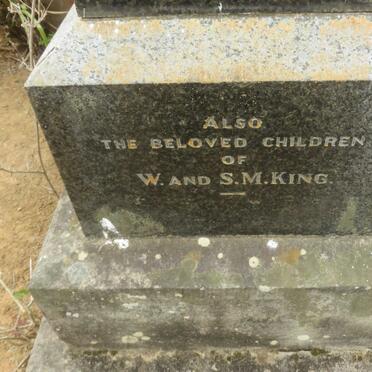 ALSO
THE BELOVED CHILDREN
OF
W. AND S.M. KING.